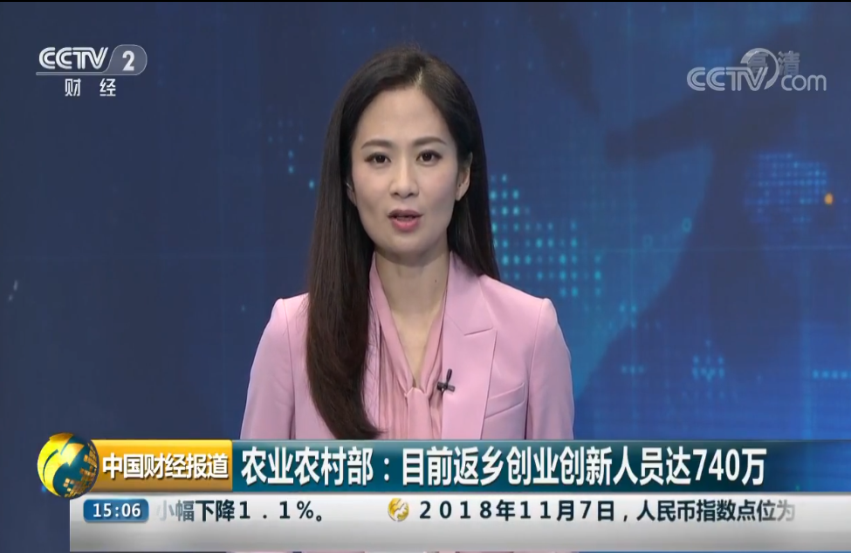 CCTV 2
财经
高清
CCTV.com
中国财经报道
农业农村部：目前返乡创业创新人员达740万
15:06 小幅下降1.1%。 2018年11月7日，人民币指数点位为